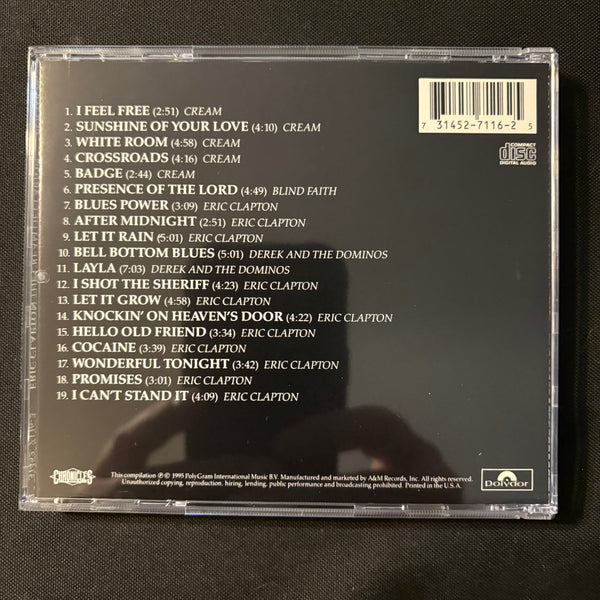 1. I FEEL FREE (2:51) CREAM
2. SUNSHINE OF YOUR LOVE (4:10) CREAM
3. WHITE ROOM (4:58) CREAM
4. CROSSROADS (4:16) CREAM
5. BADGE (2:44) CREAM
6. PRESENCE OF THE LORD (4:49) BLIND FAITH
7. BLUES POWER (3:09) ERIC CLAPTON
8. AFTER MIDNIGHT (2:51) ERIC CLAPTON
9. LET IT RAIN (5:01) ERIC CLAPTON
10. BELL BOTTOM BLUES (5:01) DEREK AND THE DOMINOS
11. LAYLA (7:03) DEREK AND THE DOMINOS
12. I SHOT THE SHERIFF (4:23) ERIC CLAPTON
13. LET IT GROW (4:58) ERIC CLAPTON
14. KNOCKIN' ON HEAVEN'S DOOR (4:22) ERIC CLAPTON
15. HELLO OLD FRIEND (3:34) ERIC CLAPTON
16. COCAINE (3:39) ERIC CLAPTON
17. WONDERFUL TONIGHT (3:42) ERIC CLAPTON
18. PROMISES (3:01) ERIC CLAPTON
19. I CAN'T STAND IT (4:09) ERIC CLAPTON
7 31452-7116-2 5
COMPACT
disc
DIGITAL AUDIO
CHRONICLES
This compilation ℗ © 1995 PolyGram International Music B.V. Manufactured and marketed by A&M Records, Inc. All rights reserved.
Unauthorized copying, reproduction, hiring, lending, public performance and broadcasting prohibited. Printed in the U.S.A.
Polydor
ERIC CLAPTON